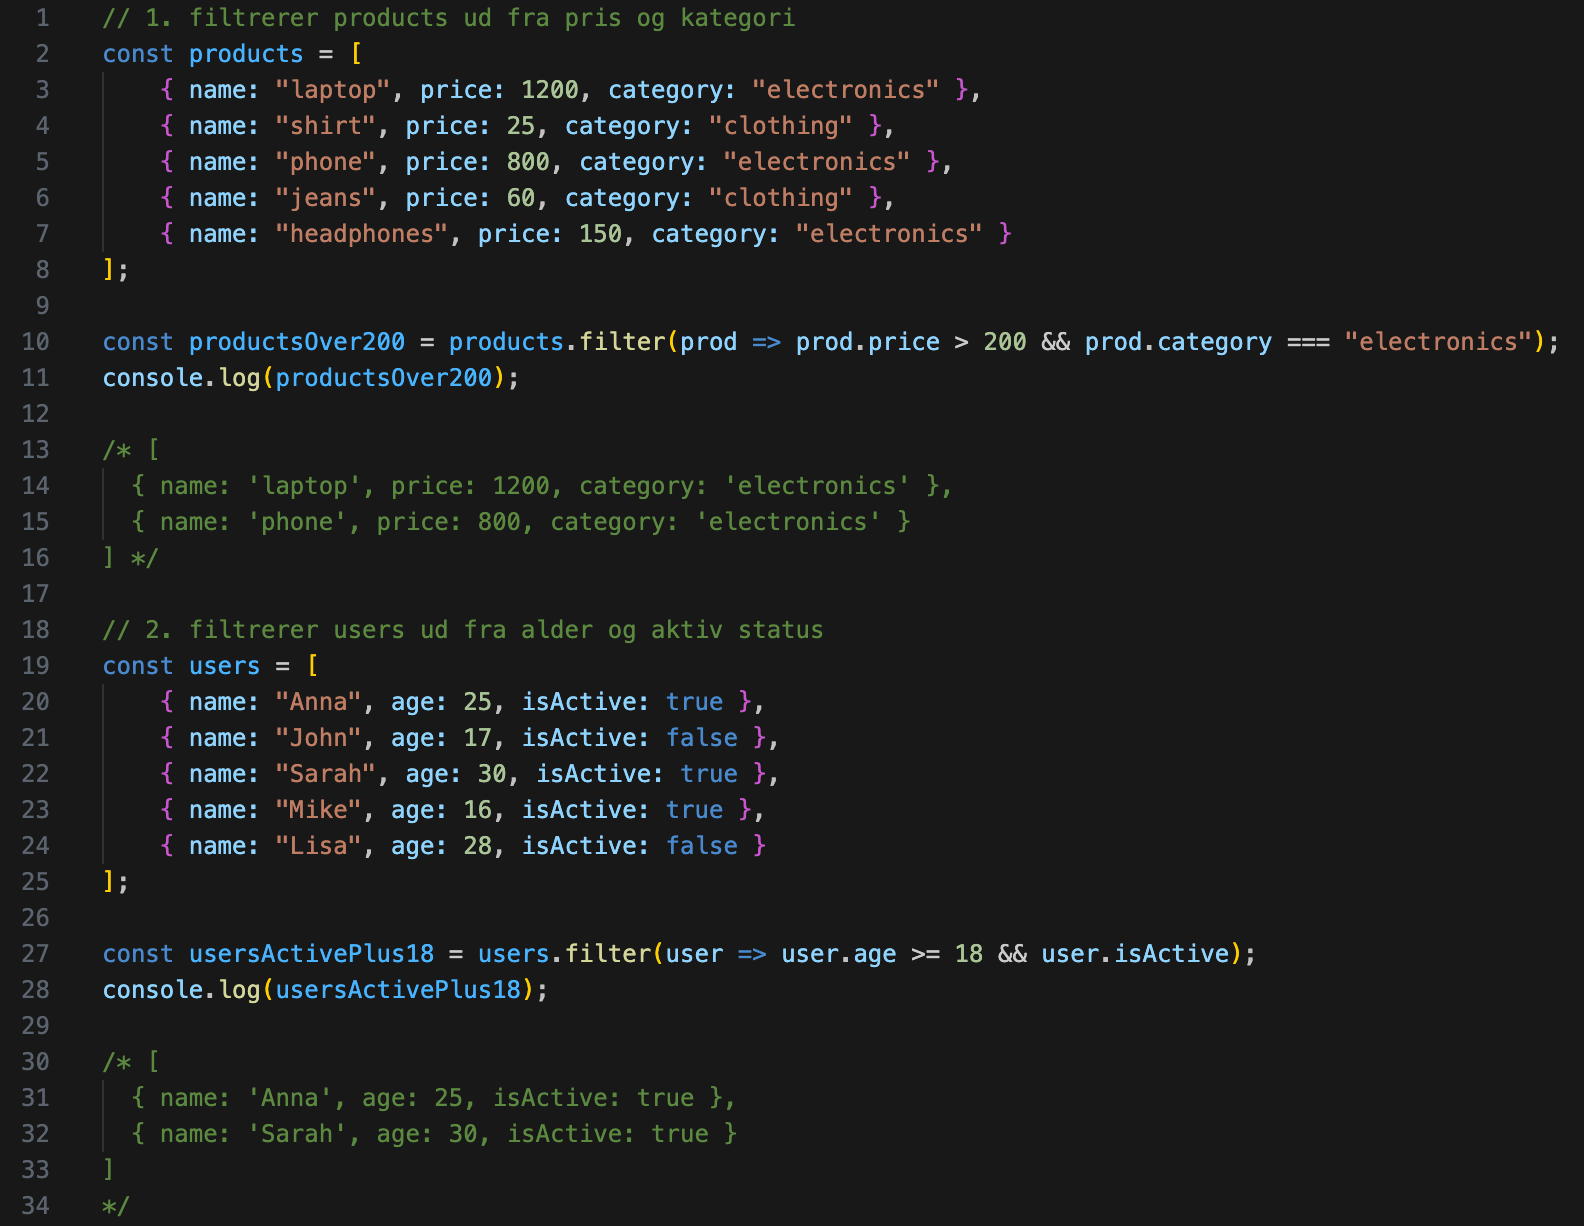 1 // 1. filtrerer products ud fra pris og kategori
2 const products = [
3     { name: "laptop", price: 1200, category: "electronics" },
4     { name: "shirt", price: 25, category: "clothing" },
5     { name: "phone", price: 800, category: "electronics" },
6     { name: "jeans", price: 60, category: "clothing" },
7     { name: "headphones", price: 150, category: "electronics" }
8 ];
9
10 const productsOver200 = products.filter(prod => prod.price > 200 && prod.category === "electronics");
11 console.log(productsOver200);
12
13 /* [
14   { name: 'laptop', price: 1200, category: 'electronics' },
15   { name: 'phone', price: 800, category: 'electronics' }
16 ] */
17
18 // 2. filtrerer users ud fra alder og aktiv status
19 const users = [
20     { name: "Anna", age: 25, isActive: true },
21     { name: "John", age: 17, isActive: false },
22     { name: "Sarah", age: 30, isActive: true },
23     { name: "Mike", age: 16, isActive: true },
24     { name: "Lisa", age: 28, isActive: false }
25 ];
26
27 const usersActivePlus18 = users.filter(user => user.age >= 18 && user.isActive);
28 console.log(usersActivePlus18);
29
30 /* [
31   { name: 'Anna', age: 25, isActive: true },
32   { name: 'Sarah', age: 30, isActive: true }
33 ]
34 */